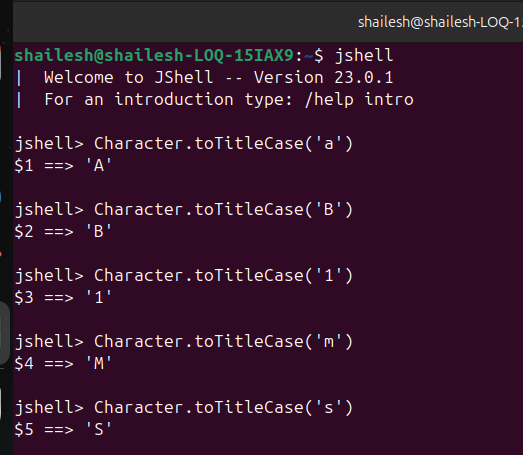 shailesh@shailesh-LOQ-1
shailesh@shailesh-LOQ-15IAX9:~$ jshell
|  Welcome to JShell -- Version 23.0.1
|  For an introduction type: /help intro
jshell> Character.toTitleCase('a')
$1 ==> 'A'
jshell> Character.toTitleCase('B')
$2 ==> 'B'
jshell> Character.toTitleCase('1')
$3 ==> '1'
jshell> Character.toTitleCase('m')
$4 ==> 'M'
jshell> Character.toTitleCase('s')
$5 ==> 'S'